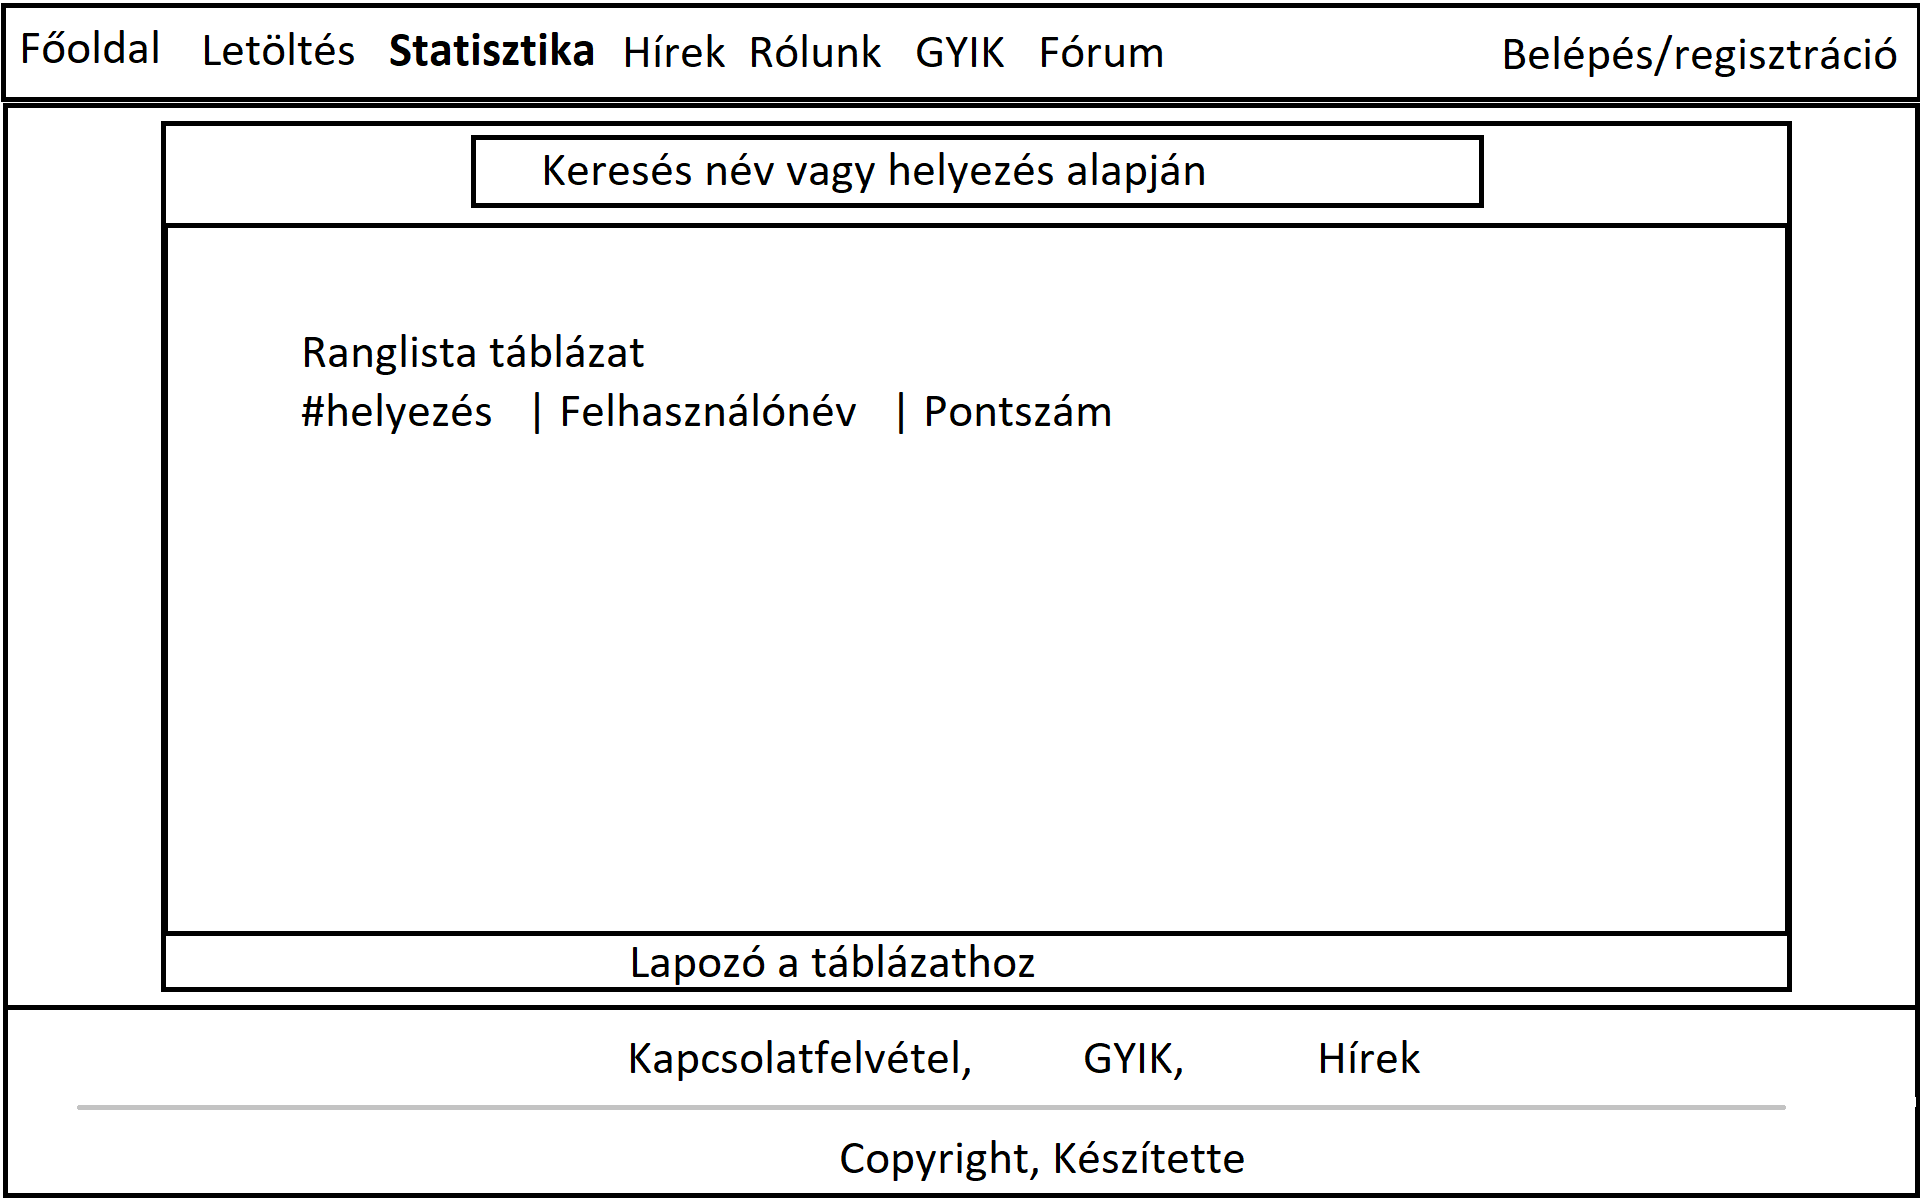 Főoldal Letöltés Statisztika Hírek Rólunk GYIK Fórum Belépés/regisztráció
Keresés név vagy helyezés alapján
Ranglista táblázat
#helyezés | Felhasználónév | Pontszám
Lapozó a táblázathoz
Kapcsolatfelvétel, GYIK, Hírek
Copyright, Készítette